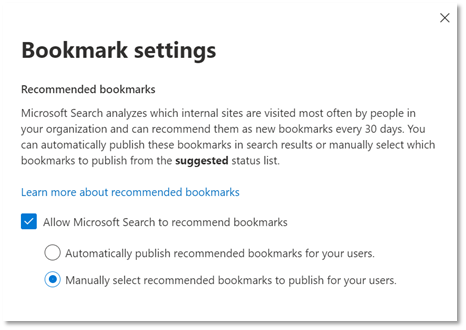 Bookmark settings
Recommended bookmarks
Microsoft Search analyzes which internal sites are visited most often by people in
your organization and can recommend them as new bookmarks every 30 days. You
can automatically publish these bookmarks in search results or manually select which
bookmarks to publish from the suggested status list.
Learn more about recommended bookmarks
Allow Microsoft Search to recommend bookmarks
Automatically publish recommended bookmarks for your users.
Manually select recommended bookmarks to publish for your users.